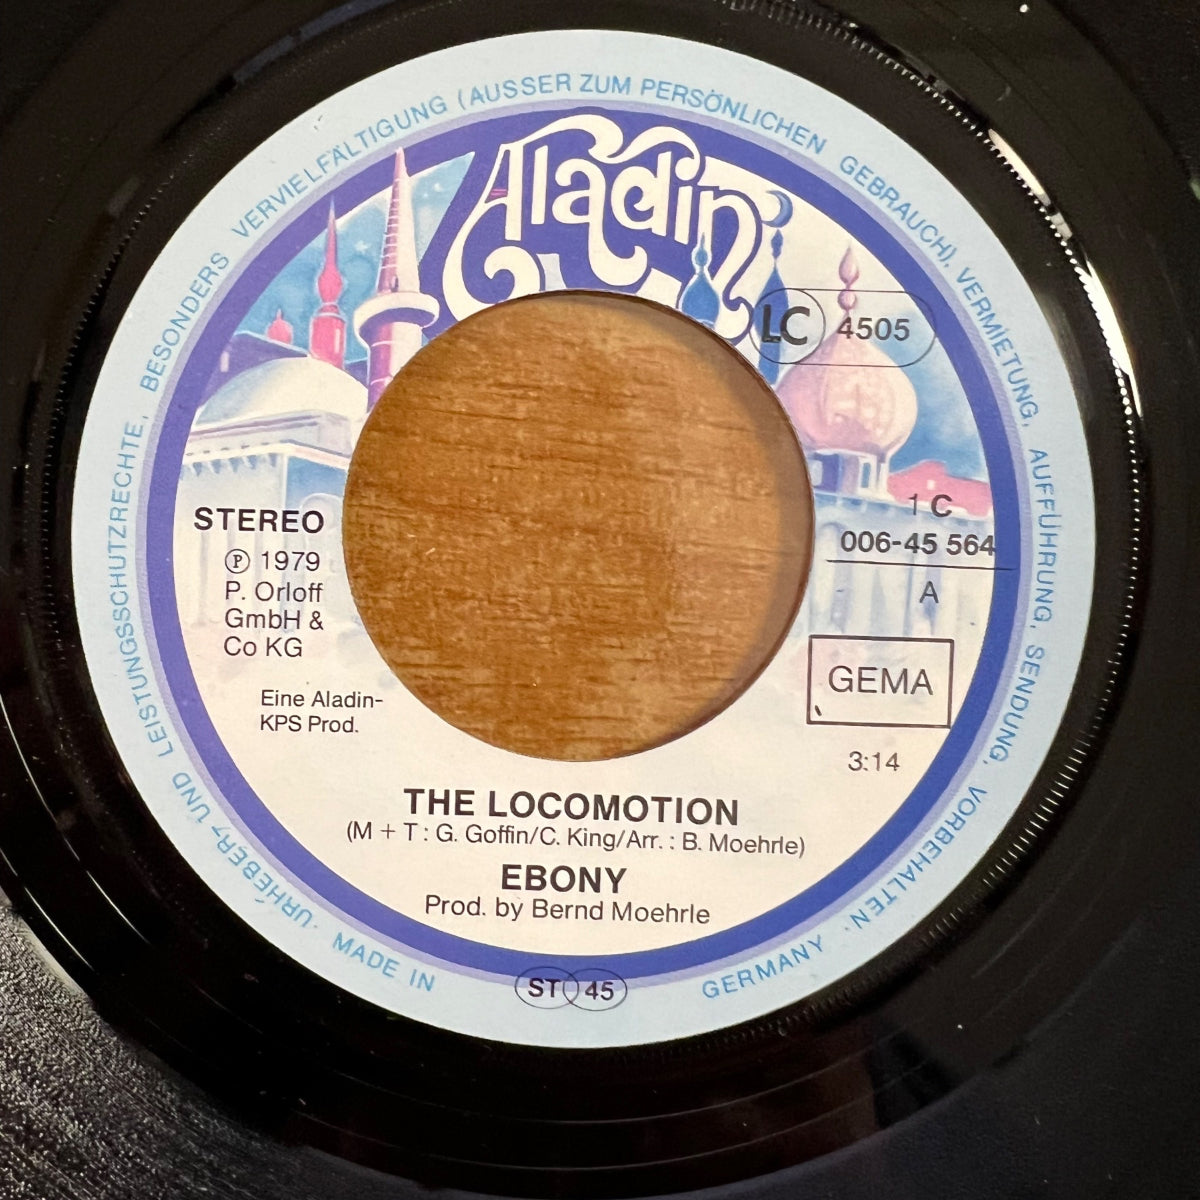 URHEBER- UND LEISTUNGSSCHUTZRECHTE, BESONDERS VERVIELFÄLTIGUNG (AUSSER ZUM PERSÖNLICHEN GEBRAUCH), VERMIETUNG, AUFFÜHRUNG, SENDUNG, VORBEHALTEN ·
Aladin
LC 4505
STEREO
Ⓟ 1979
P. Orloff
GmbH &
Co KG
Eine Aladin-
KPS Prod.
1 C
006-45 564
A
GEMA
3:14
THE LOCOMOTION
(M + T : G. Goffin/C. King/Arr. : B. Moehrle)
EBONY
Prod. by Bernd Moehrle
· MADE IN GERMANY ·
ST 45